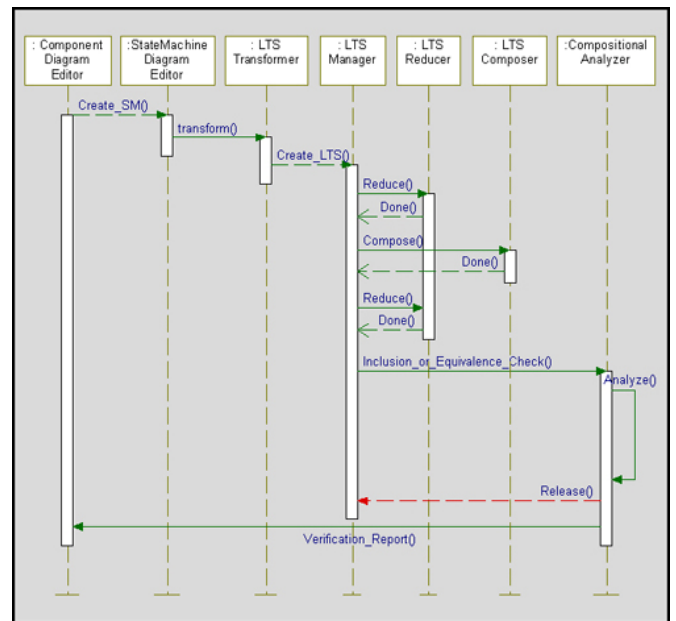 : Component
Diagram
Editor
:StateMachine
Diagram
Editor
: LTS
Transformer
: LTS
Manager
: LTS
Reducer
: LTS
Composer
:Compositional
Analyzer
Create_SM()
transform()
Create_LTS()
Reduce()
Done()
Compose()
Done()
Reduce()
Done()
Inclusion_or_Equivalence_Check()
Analyze()
Release()
Verification_Report()